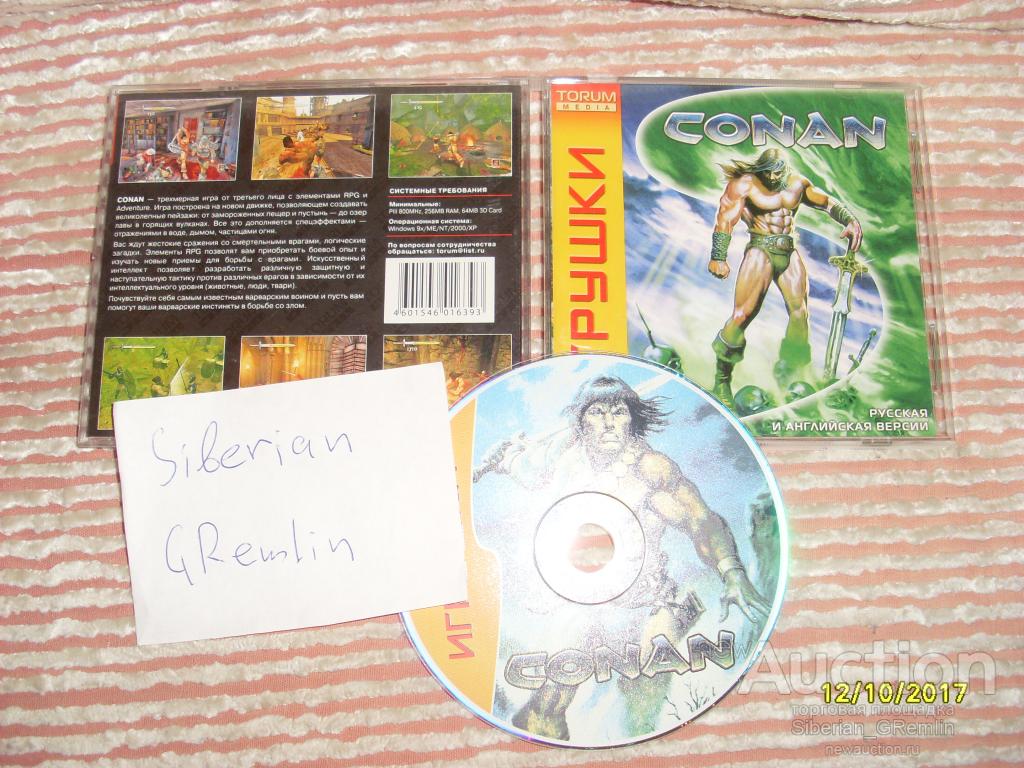 CONAN — трехмерная игра от третьего лица с элементами RPG и
Adventure. Игра построена на новом движке, позволяющем создавать
великолепные пейзажи: от замороженных пещер и пустынь — до озер
лавы в горящих вулканах. Все это дополняется спецэффектами —
отражениями в воде, дымом, частицами огня.
Вас ждут жестокие сражения со смертельными врагами, логические
загадки. Элементы RPG позволят вам приобретать боевой опыт и
изучать новые приемы для борьбы с врагами. Искусственный
интеллект позволяет разработать различную защитную и
наступательную тактику против различных врагов в зависимости от их
интеллектуального уровня (животные, люди, твари).
Почувствуйте себя самым известным варварским воином и пусть вам
помогут ваши варварские инстинкты в борьбе со злом.
СИСТЕМНЫЕ ТРЕБОВАНИЯ
Минимальные:
PIII 800MHz, 256MB RAM, 64MB 3D Card
Операционная система:
Windows 9x/ME/NT/2000/XP
По вопросам сотрудничества
обращаться: torum@list.ru
4 601546 016393
TORUM
MEDIA
РУШКИ
CONAN
РУССКАЯ
И АНГЛИЙСКАЯ ВЕРСИИ
Siberian
GRemlin
ИГ
CONAN
Auction
12/10/2017
торговая площадка
Siberian_GRemlin
newauction.ru